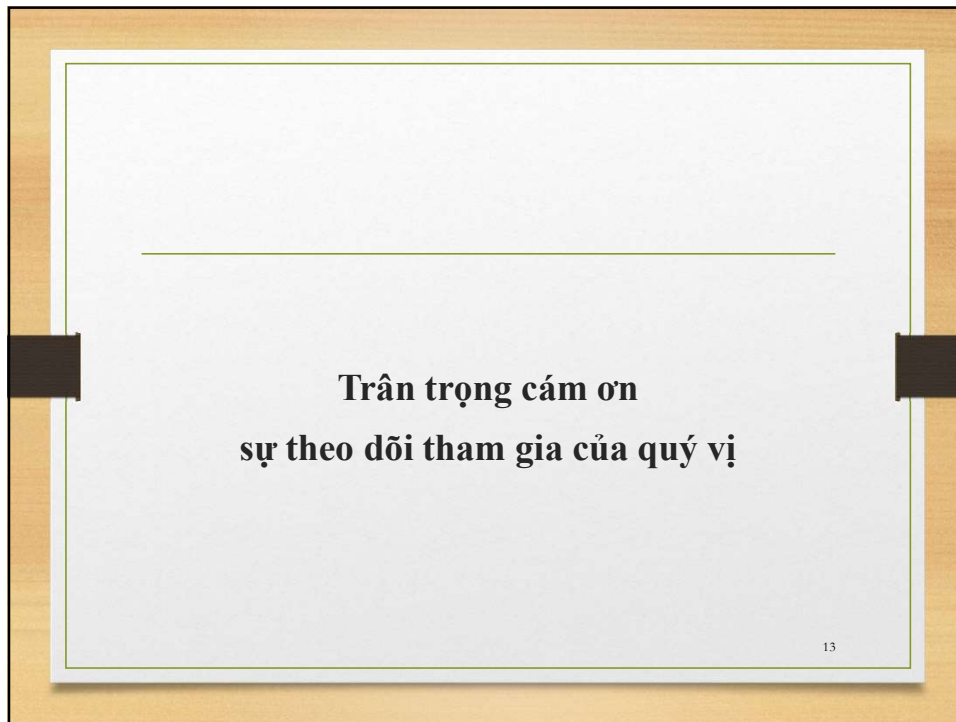 Trân trọng cám ơn
sự theo dõi tham gia của quý vị
13